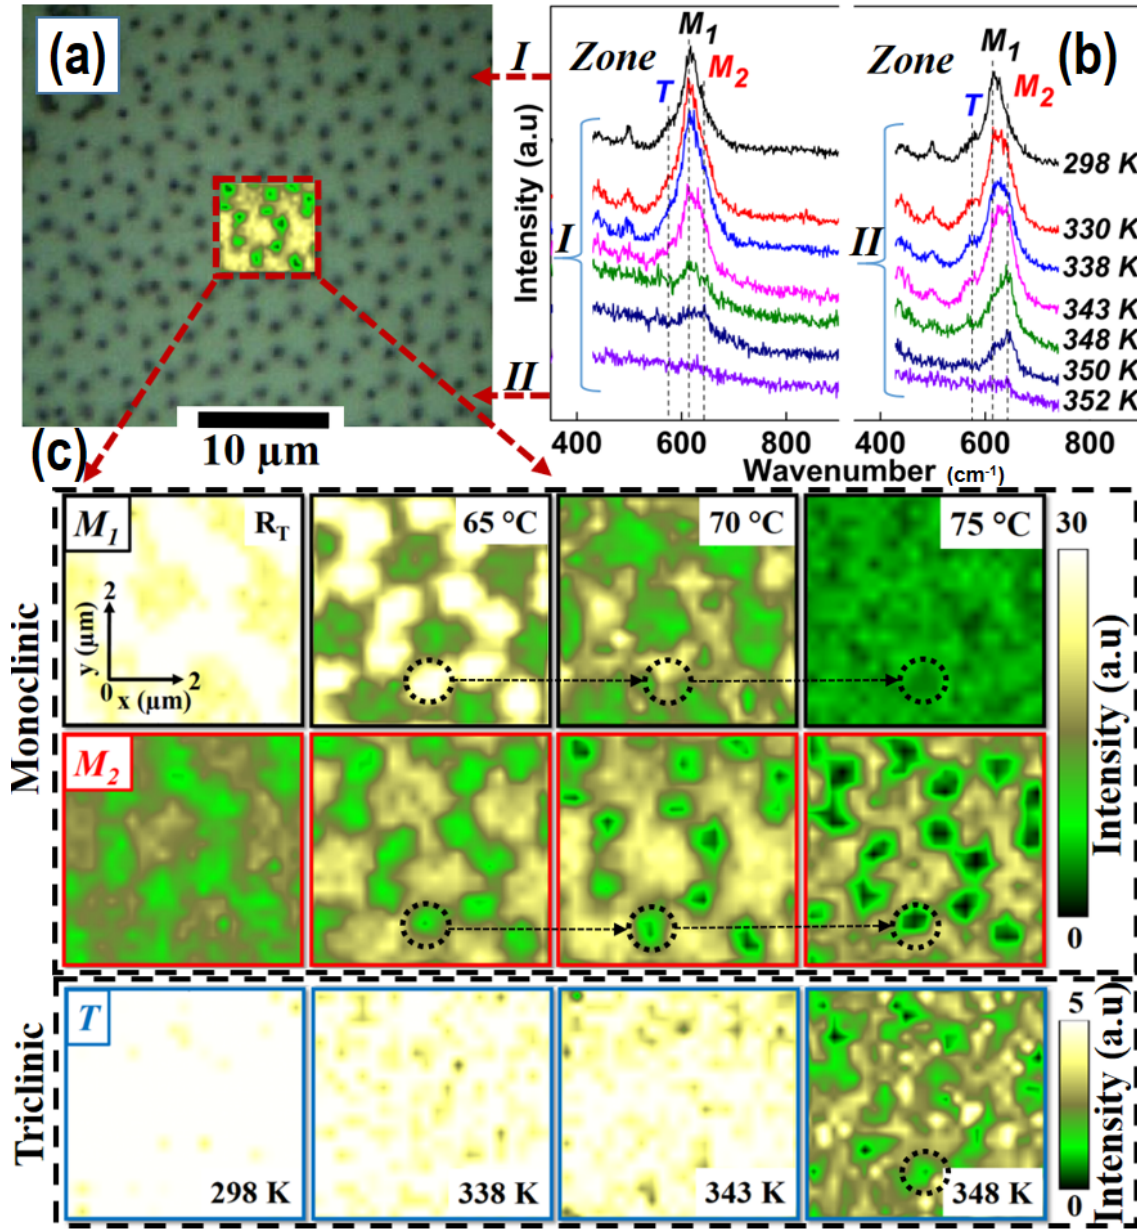 (a)
I
II
10 μm
(b)
Zone
M1
M2
T
I
Zone
M1
M2
T
II
298 K
330 K
338 K
343 K
348 K
350 K
352 K
Intensity (a.u)
400 600 800
400 600 800
Wavenumber (cm-1)
(c)
Monoclinic
M1
RT
65 °C
70 °C
75 °C
2
y (μm)
0 x (μm) 2
30
Intensity (a.u)
0
M2
Triclinic
T
298 K
338 K
343 K
348 K
5
Intensity (a.u)
0